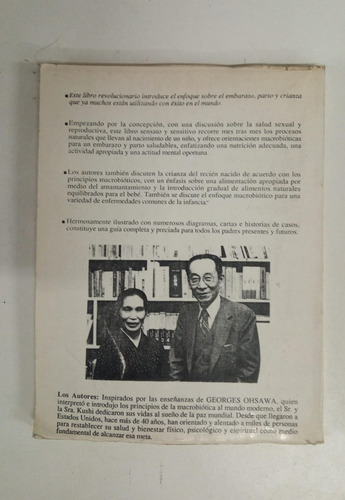 Este libro revolucionario introduce el enfoque sobre el embarazo, parto y crianza
que ya muchos están utilizando con éxito en el mundo.
Empezando por la concepción, con una discusión sobre la salud sexual y
reproductiva, este libro sensato y sensitivo recorre mes tras mes los procesos
naturales que llevan al nacimiento de un niño, y ofrece orientaciones macrobióticas
para un embarazo y parto saludables, enfatizando una nutrición adecuada, una
actividad apropiada y una actitud mental oportuna.
Los autores también discuten la crianza del recién nacido de acuerdo con los
principios macrobióticos, con un énfasis sobre una alimentación apropiada por
medio del amamantamiento y la introducción gradual de alimentos naturales
equilibrados para el bebé. También se discute el enfoque macrobiótico para una
variedad de enfermedades comunes de la infancia.
Hermosamente ilustrado con numerosos diagramas, cartas e historias de casos,
constituye una guía completa y preciada para todos los padres presentes y futuros.
Los Autores: Inspirados por las enseñanzas de GEORGES OHSAWA, quien
interpretó e introdujo los principios de la macrobiótica al mundo moderno, el Sr. y
la Sra. Kushi dedicaron sus vidas al sueño de la paz mundial. Desde que llegaron a
Estados Unidos, hace más de 40 años, han orientado y alentado a miles de personas
para restablecer su salud y bienestar físico, psicológico y espiritual como medio
fundamental de alcanzar esa meta.